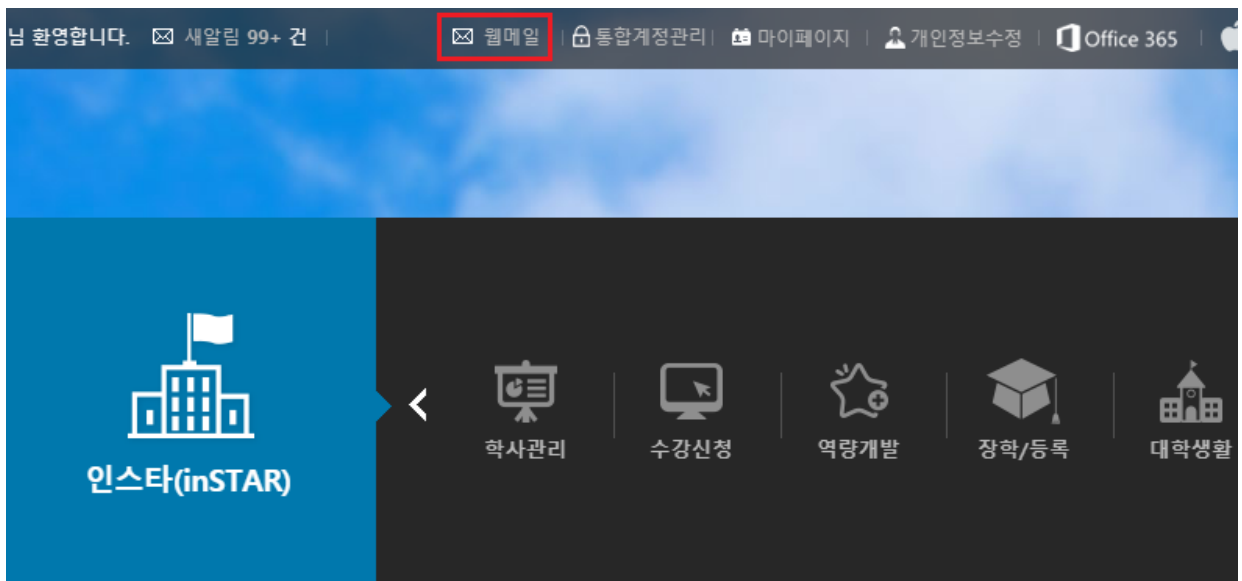 님 환영합니다. 새알림 99+ 건 웹메일 통합계정관리 마이페이지 개인정보수정 Office 365
학사관리 수강신청 역량개발 장학/등록 대학생활
인스타(inSTAR)